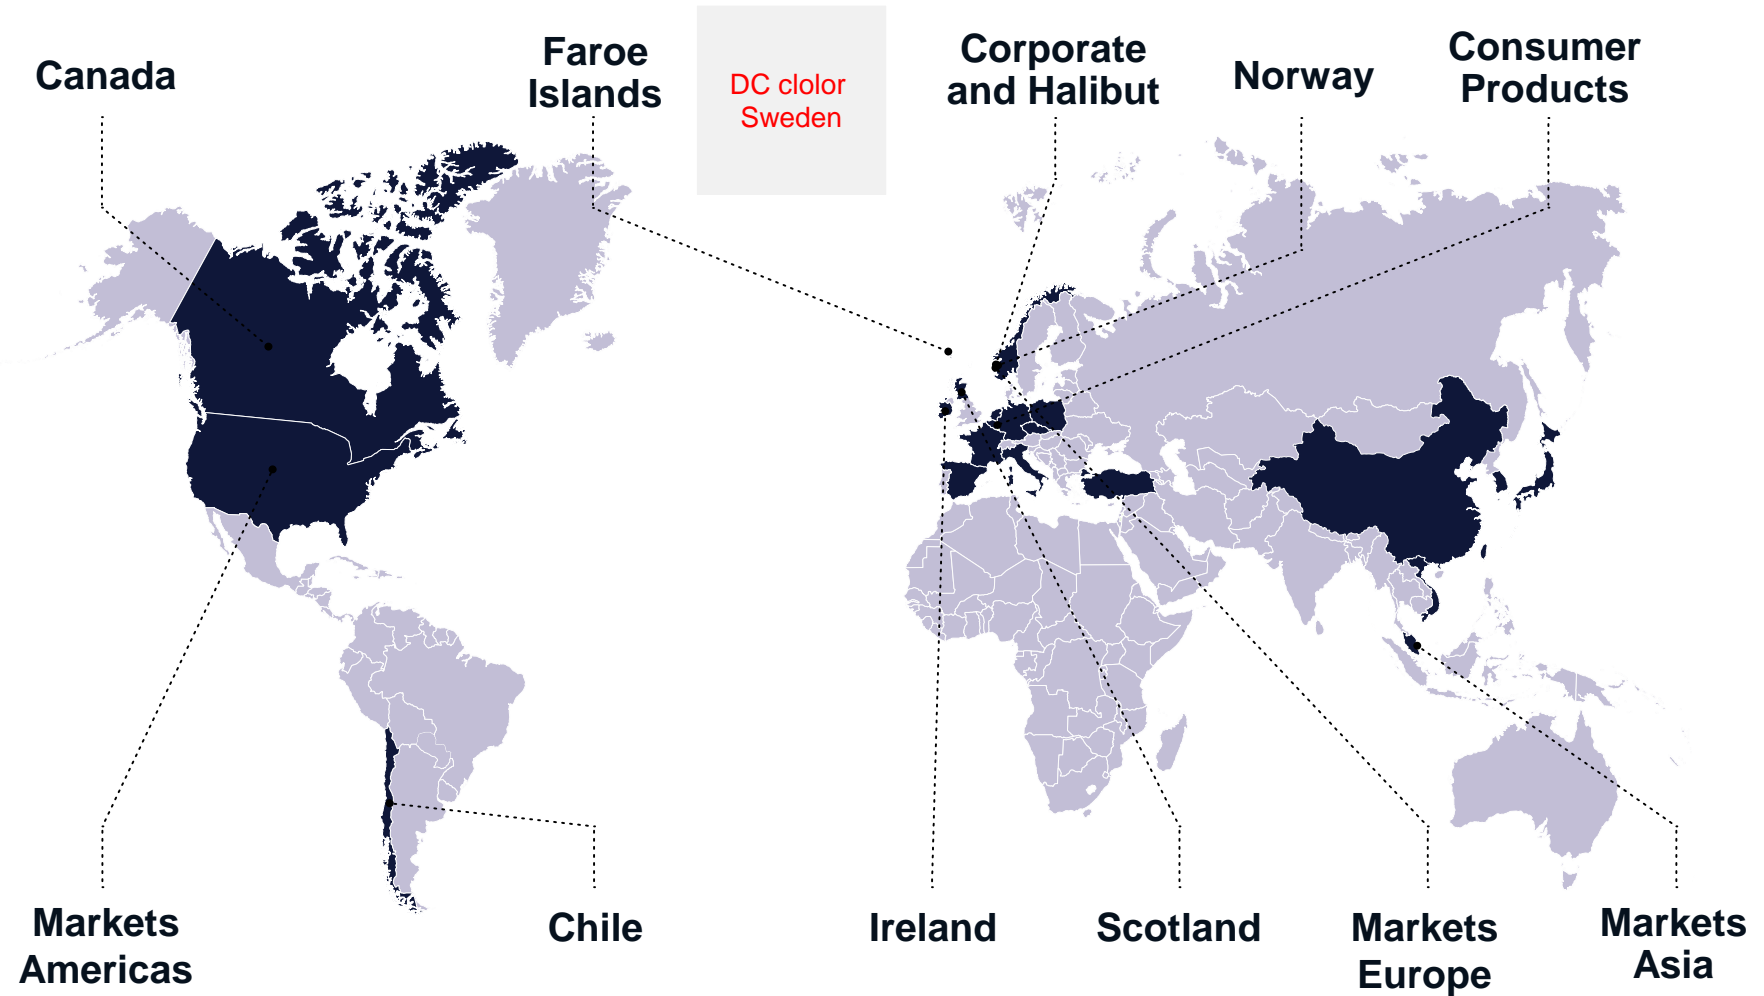 Canada
Faroe
Islands
DC clolor
Sweden
Corporate
and Halibut
Norway
Consumer
Products
Markets
Americas
Chile
Ireland
Scotland
Markets
Europe
Markets
Asia